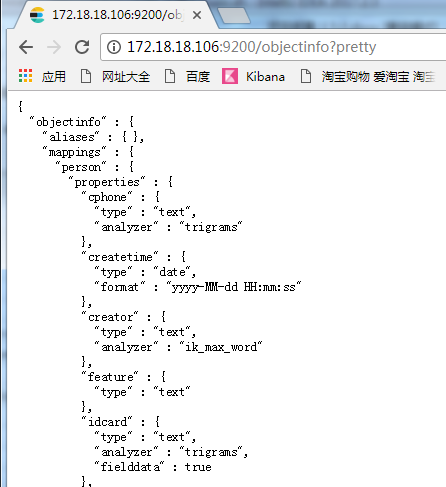 172.18.18.106:9200/ob
172.18.18.106:9200/objectinfo?pretty
应用 网址大全 百度 Kibana 淘宝购物 爱淘宝 淘宝
{
"objectinfo" : {
"aliases" : { },
"mappings" : {
"person" : {
"properties" : {
"cphone" : {
"type" : "text",
"analyzer" : "trigrams"
},
"createtime" : {
"type" : "date",
"format" : "yyyy-MM-dd HH:mm:ss"
},
"creator" : {
"type" : "text",
"analyzer" : "ik_max_word"
},
"feature" : {
"type" : "text"
},
"idcard" : {
"type" : "text",
"analyzer" : "trigrams",
"fielddata" : true
},